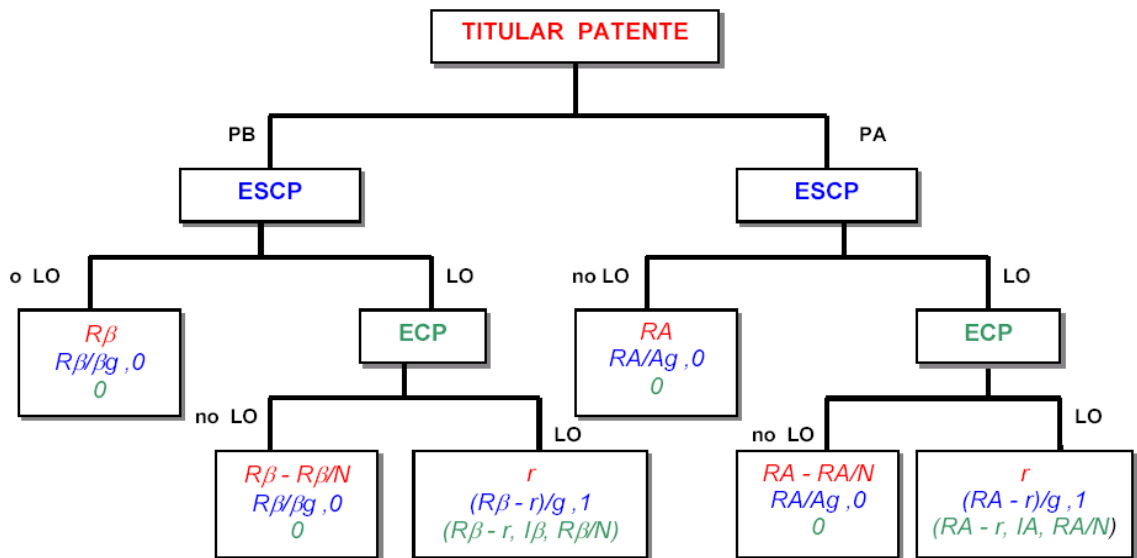 TITULAR PATENTE
PB
PA
ESCP
ESCP
o LO
LO
no LO
LO
Rβ
Rβ/βg ,0
0
ECP
RA
RA/Ag ,0
0
ECP
no LO
LO
no LO
LO
Rβ - Rβ/N
Rβ/βg ,0
0
r
(Rβ - r)/g ,1
(Rβ - r, Iβ, Rβ/N)
RA - RA/N
RA/Ag ,0
0
r
(RA - r)/g ,1
(RA - r, IA, RA/N)